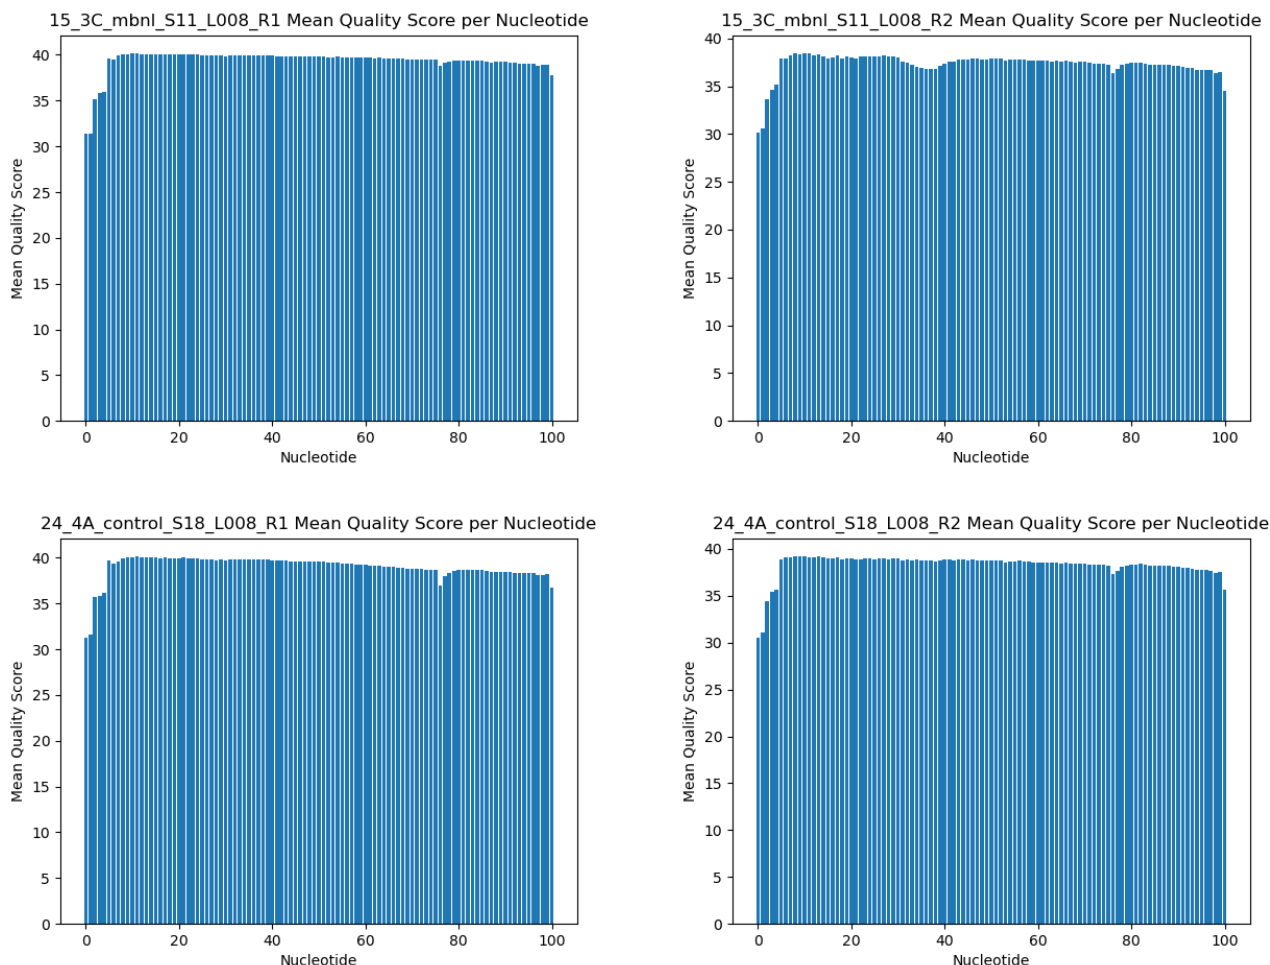 15_3C_mbnl_S11_L008_R1 Mean Quality Score per Nucleotide
40
35
30
25
20
15
10
5
0
Mean Quality Score
0 20 40 60 80 100
Nucleotide
15_3C_mbnl_S11_L008_R2 Mean Quality Score per Nucleotide
40
35
30
25
20
15
10
5
0
Mean Quality Score
0 20 40 60 80 100
Nucleotide
24_4A_control_S18_L008_R1 Mean Quality Score per Nucleotide
40
35
30
25
20
15
10
5
0
Mean Quality Score
0 20 40 60 80 100
Nucleotide
24_4A_control_S18_L008_R2 Mean Quality Score per Nucleotide
40
35
30
25
20
15
10
5
0
Mean Quality Score
0 20 40 60 80 100
Nucleotide